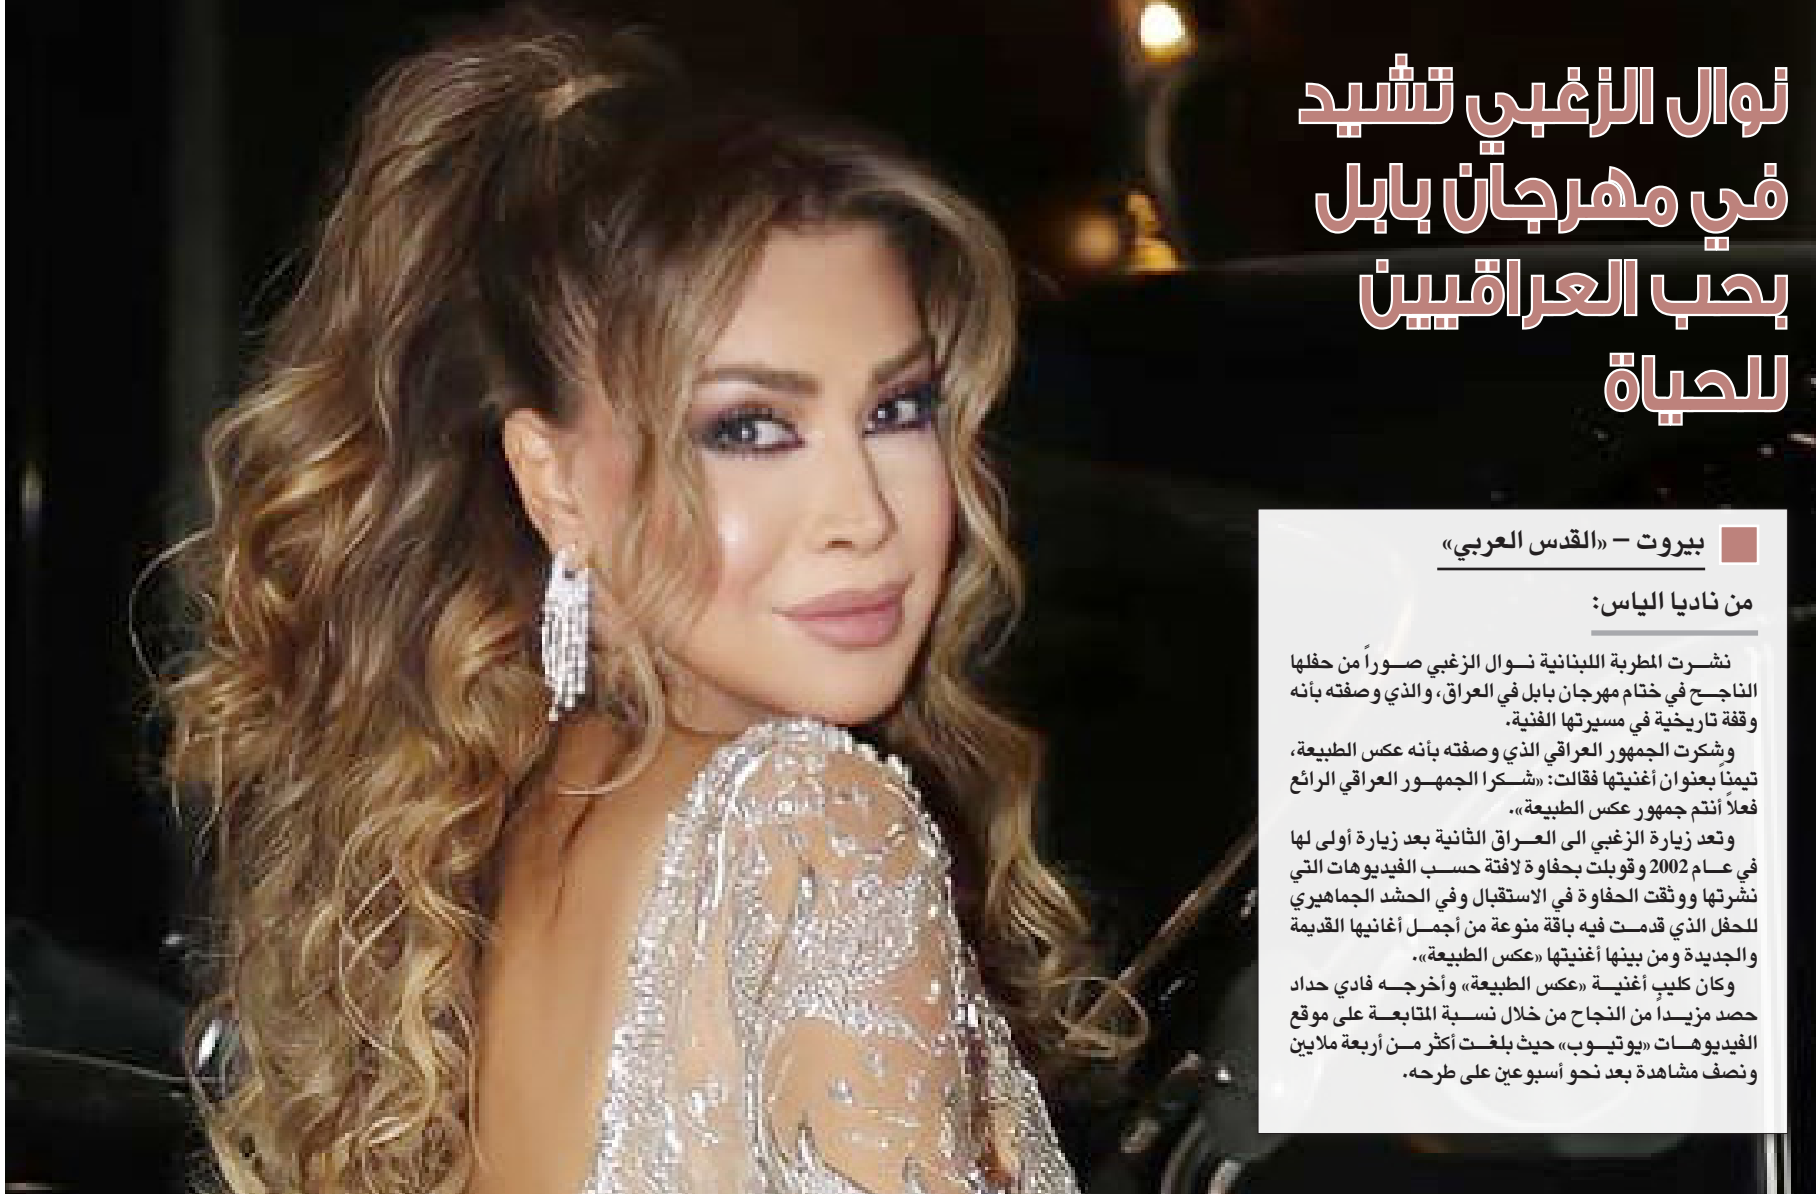 نوال الزغبي تشيد
في مهرجان بابل
بحب العراقيين
للحياة
بيروت – «القدس العربي»
من ناديا الياس:
نشرت المطربة اللبنانية نوال الزغبي صوراً من حفلها
الناجح في ختام مهرجان بابل في العراق، والذي وصفته بأنه
وقفة تاريخية في مسيرتها الفنية.
وشكرت الجمهور العراقي الذي وصفته بأنه عكس الطبيعة،
تيمناً بعنوان أغنيتها فقالت: «شكرا الجمهور العراقي الرائع
فعلاً أنتم جمهور عكس الطبيعة».
وتعد زيارة الزغبي الى العراق الثانية بعد زيارة أولى لها
في عام 2002 وقوبلت بحفاوة لافتة حسب الفيديوهات التي
نشرتها ووثقت الحفاوة في الاستقبال وفي الحشد الجماهيري
للحفل الذي قدمت فيه باقة منوعة من أجمل أغانيها القديمة
والجديدة ومن بينها أغنيتها «عكس الطبيعة».
وكان كليب أغنية «عكس الطبيعة» وأخرجه فادي حداد
حصد مزيداً من النجاح من خلال نسبة المتابعة على موقع
الفيديوهات «يوتيوب» حيث بلغت أكثر من أربعة ملايين
ونصف مشاهدة بعد نحو أسبوعين على طرحه.